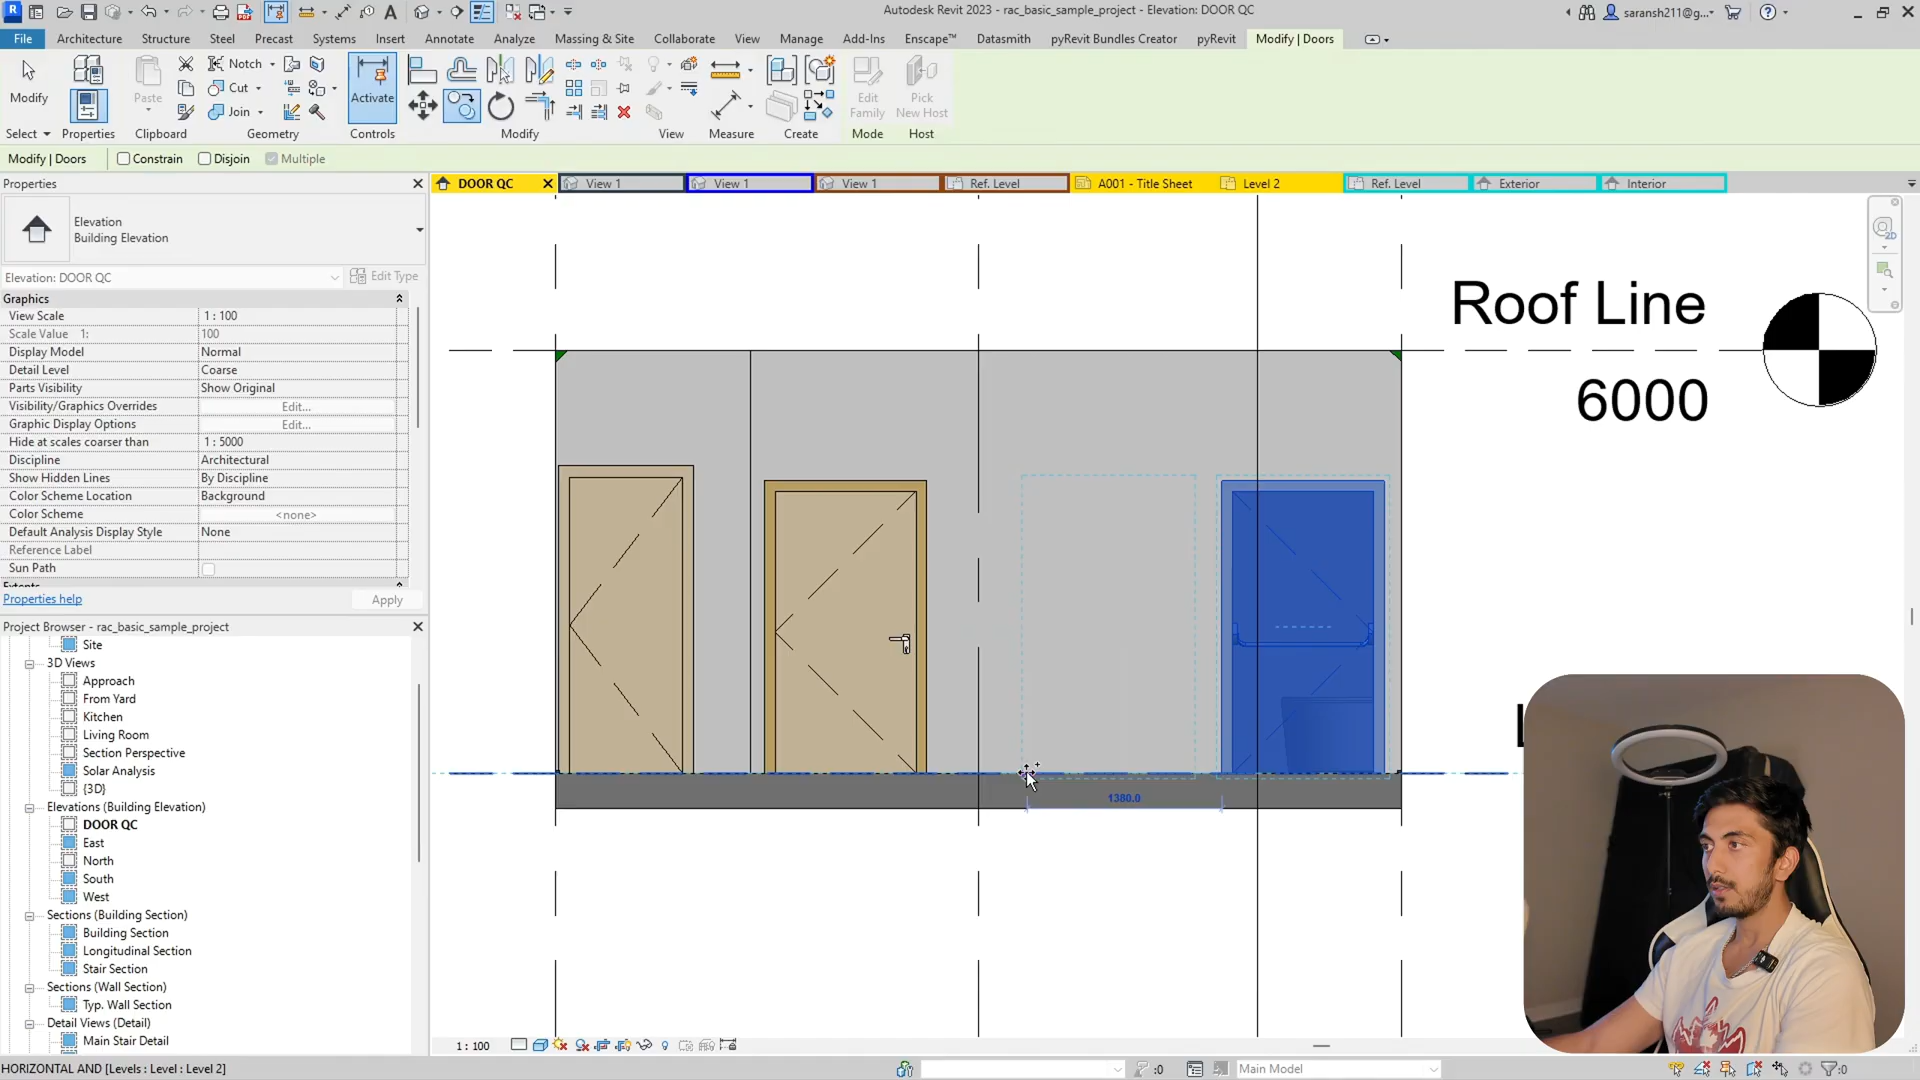 Autodesk Revit 2023 - rac_basic_sample_project - Elevation: DOOR QC
saransh211@g...
File Architecture Structure Steel Precast Systems Insert Annotate Analyze Massing & Site Collaborate View Manage Add-Ins Enscape™ Datasmith pyRevit Bundles Creator pyRevit Modify | Doors
Modify
Paste
Notch
Cut
Join
Activate
Edit Family
Pick New Host
Select Properties Clipboard Geometry Controls Modify View Measure Create Mode Host
Modify | Doors Constrain Disjoin Multiple
Properties
DOOR QC View 1 View 1 View 1 Ref. Level A001 - Title Sheet Level 2 Ref. Level Exterior Interior
Elevation
Building Elevation
Elevation: DOOR QC Edit Type
Graphics
View Scale 1 : 100
Scale Value 1: 100
Display Model Normal
Detail Level Coarse
Parts Visibility Show Original
Visibility/Graphics Overrides Edit...
Graphic Display Options Edit...
Hide at scales coarser than 1 : 5000
Discipline Architectural
Show Hidden Lines By Discipline
Color Scheme Location Background
Color Scheme <none>
Default Analysis Display Style None
Reference Label
Sun Path
Extents
Properties help Apply
Project Browser - rac_basic_sample_project
Site
3D Views
Approach
From Yard
Kitchen
Living Room
Section Perspective
Solar Analysis
{3D}
Elevations (Building Elevation)
DOOR QC
East
North
South
West
Sections (Building Section)
Building Section
Longitudinal Section
Stair Section
Sections (Wall Section)
Typ. Wall Section
Detail Views (Detail)
Main Stair Detail
Roof Line
6000
L
1380.0
1 : 100
HORIZONTAL AND [Levels : Level : Level 2]
:0
Main Model
:0